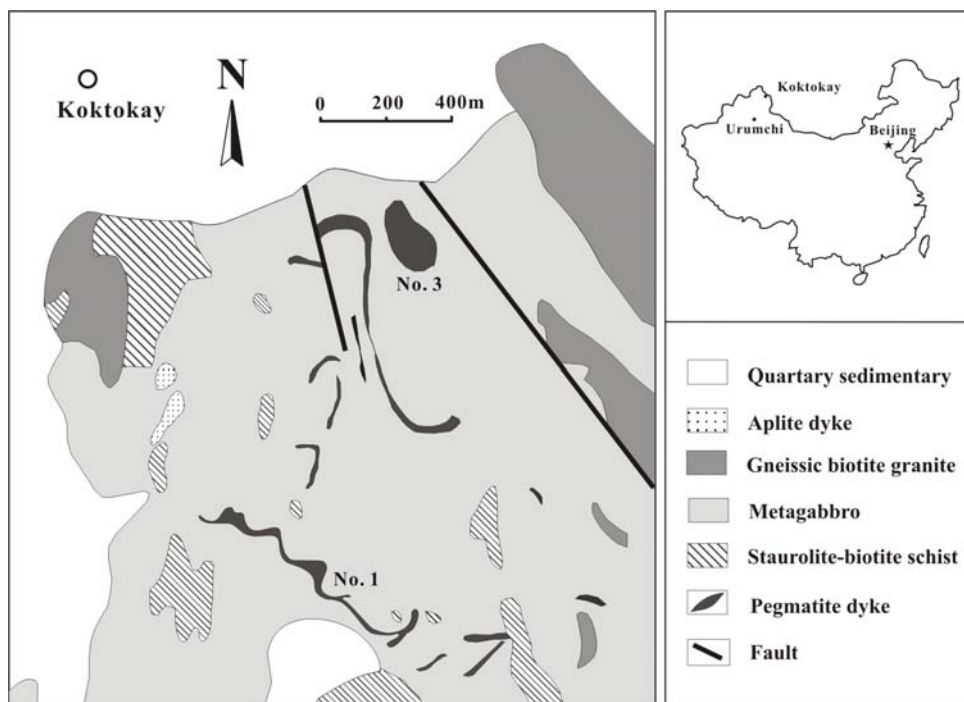 Koktokay
N
0 200 400m
No. 3
No. 1
Koktokay
Urumchi
Beijing
Quartary sedimentary
Aplite dyke
Gneissic biotite granite
Metagabbro
Staurolite-biotite schist
Pegmatite dyke
Fault